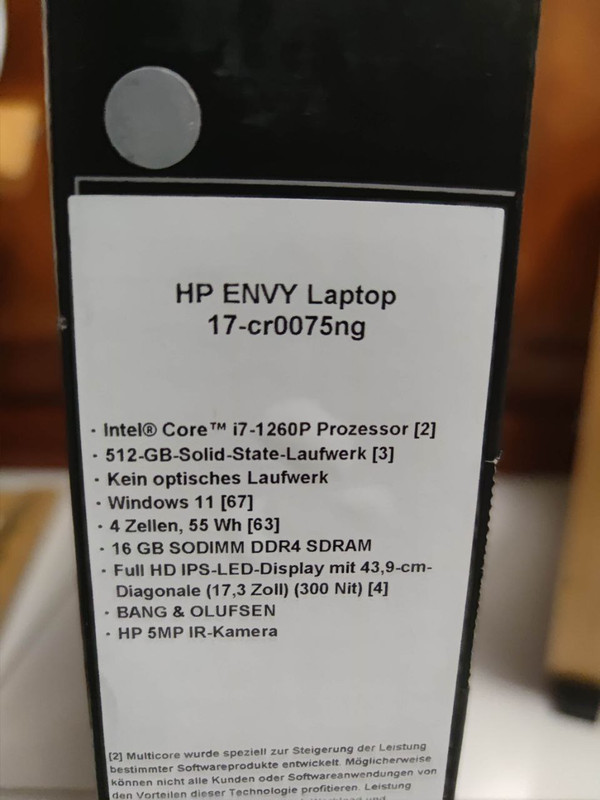 HP ENVY Laptop
17-cr0075ng
· Intel® Core™ i7-1260P Prozessor [2]
· 512-GB-Solid-State-Laufwerk [3]
· Kein optisches Laufwerk
· Windows 11 [67]
· 4 Zellen, 55 Wh [63]
· 16 GB SODIMM DDR4 SDRAM
· Full HD IPS-LED-Display mit 43,9-cm-
Diagonale (17,3 Zoll) (300 Nit) [4]
· BANG & OLUFSEN
· HP 5MP IR-Kamera
[2] Multicore wurde speziell zur Steigerung der Leistung
bestimmter Softwareprodukte entwickelt. Möglicherweise
können nicht alle Kunden oder Softwareanwendungen von
den Vorteilen dieser Technologie profitieren. Leistung